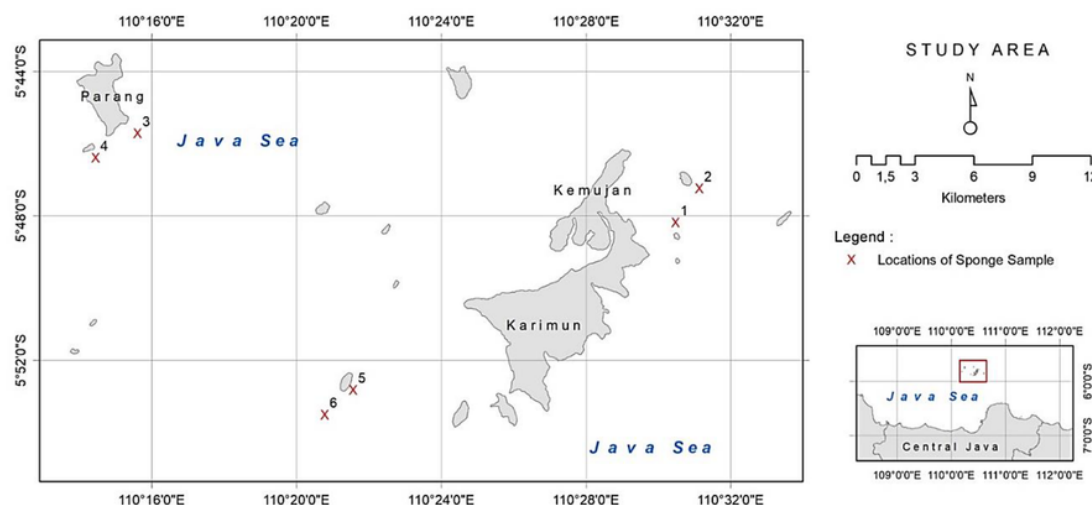 110°16'0"E 110°20'0"E 110°24'0"E 110°28'0"E 110°32'0"E
5°44'0"S
5°48'0"S
5°52'0"S
Parang
3
4
Java Sea
Kemujan
2
1
Karimun
5
6
Java Sea
110°16'0"E 110°20'0"E 110°24'0"E 110°28'0"E 110°32'0"E
STUDY AREA
N
0 1,5 3 6 9 12
Kilometers
Legend :
X Locations of Sponge Sample
109°0'0"E 110°0'0"E 111°0'0"E 112°0'0"E
6°0'0"S
7°0'0"S
Java Sea
Central Java
109°0'0"E 110°0'0"E 111°0'0"E 112°0'0"E